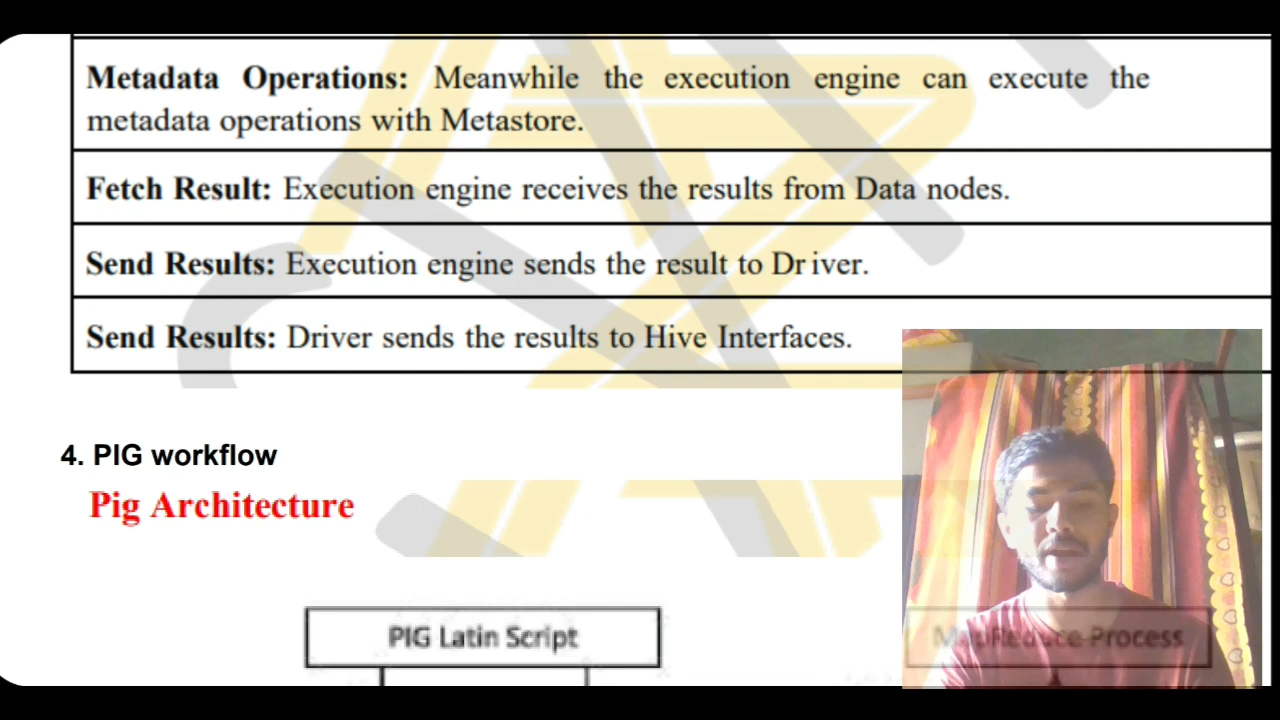 Metadata Operations: Meanwhile the execution engine can execute the
metadata operations with Metastore.
Fetch Result: Execution engine receives the results from Data nodes.
Send Results: Execution engine sends the result to Dr iver.
Send Results: Driver sends the results to Hive Interfaces.
4. PIG workflow
Pig Architecture
PIG Latin Script
MapReduce Process